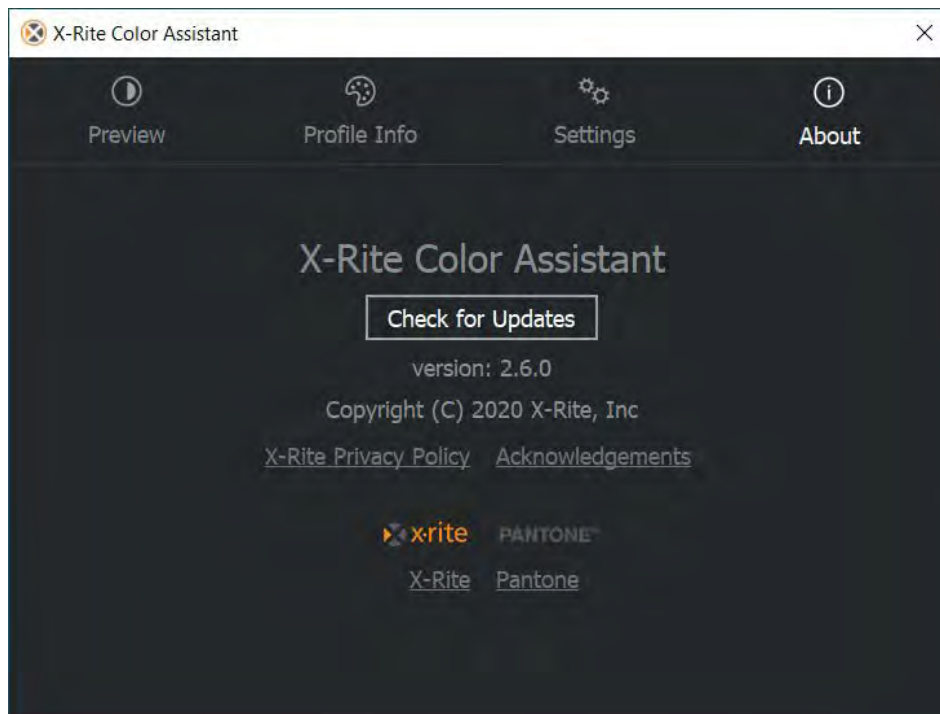 X-Rite Color Assistant
Preview Profile Info Settings About
X-Rite Color Assistant
Check for Updates
version: 2.6.0
Copyright (C) 2020 X-Rite, Inc
X-Rite Privacy Policy Acknowledgements
x·rite PANTONE™
X-Rite Pantone